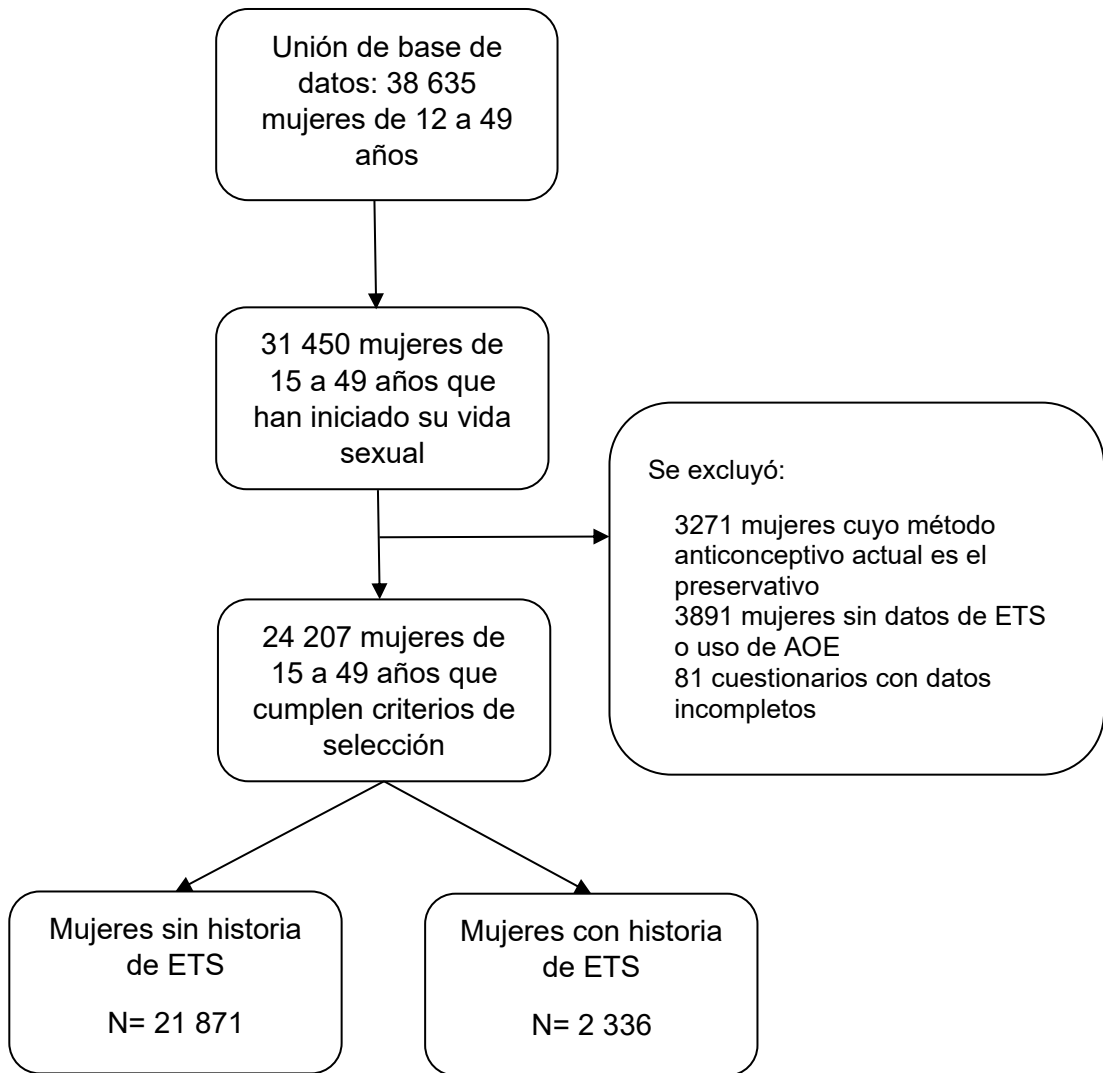 Unión de base de
datos: 38 635
mujeres de 12 a 49
años
31 450 mujeres de
15 a 49 años que
han iniciado su vida
sexual
Se excluyó:
3271 mujeres cuyo método
anticonceptivo actual es el
preservativo
3891 mujeres sin datos de ETS
o uso de AOE
81 cuestionarios con datos
incompletos
24 207 mujeres de
15 a 49 años que
cumplen criterios de
selección
Mujeres sin historia
de ETS
N= 21 871
Mujeres con historia
de ETS
N= 2 336